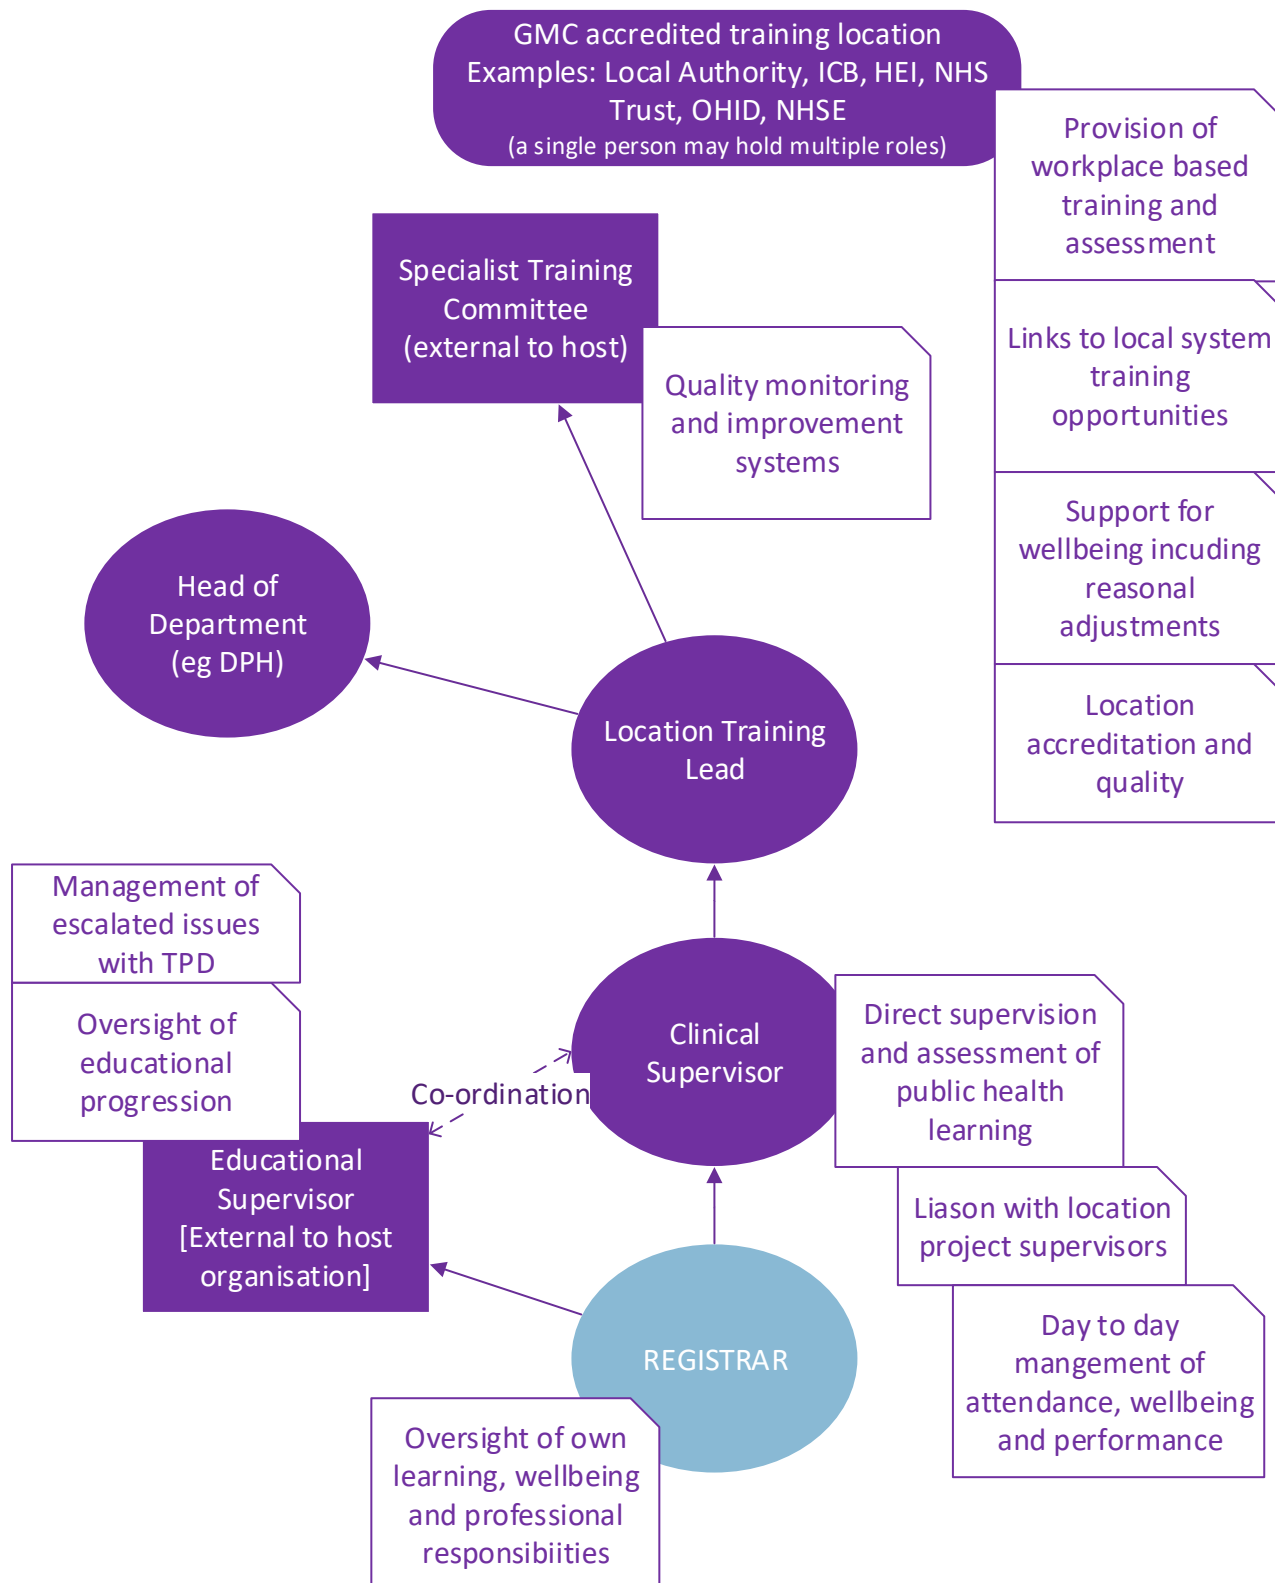 GMC accredited training location
Examples: Local Authority, ICB, HEI, NHS
Trust, OHID, NHSE
(a single person may hold multiple roles)
Provision of
workplace based
training and
assessment
Links to local system
training
opportunities
Support for
wellbeing incuding
reasonal
adjustments
Location
accreditation and
quality
Specialist Training
Committee
(external to host)
Quality monitoring
and improvement
systems
Head of
Department
(eg DPH)
Location Training
Lead
Management of
escalated issues
with TPD
Oversight of
educational
progression
Educational
Supervisor
[External to host
organisation]
Co-ordination
Clinical
Supervisor
Direct supervision
and assessment of
public health
learning
Liason with location
project supervisors
Day to day
mangement of
attendance, wellbeing
and performance
REGISTRAR
Oversight of own
learning, wellbeing
and professional
responsibiities